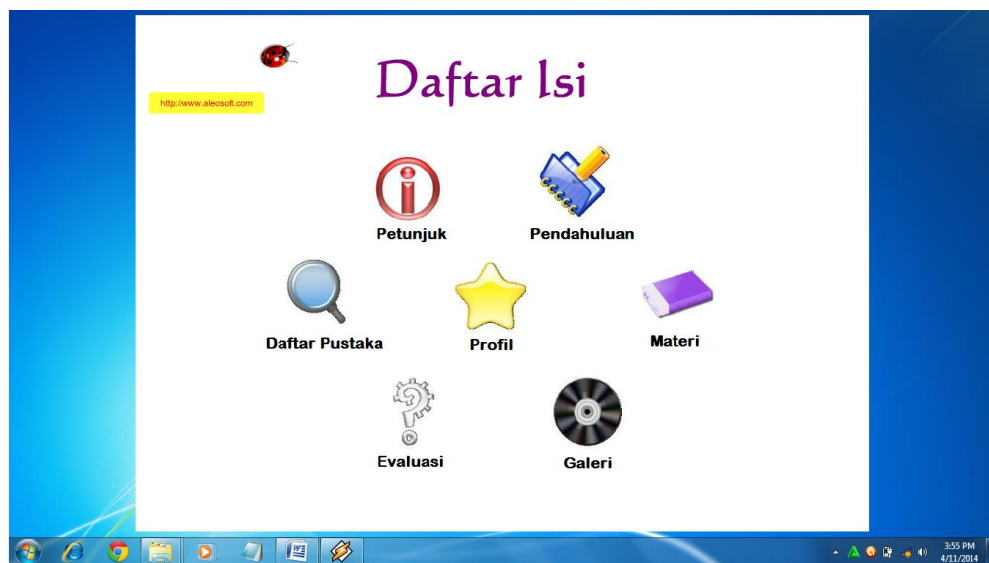 Daftar Isi
http://www.aleosoft.com
Petunjuk
Pendahuluan
Daftar Pustaka
Profil
Materi
Evaluasi
Galeri
3:55 PM
4/11/2014